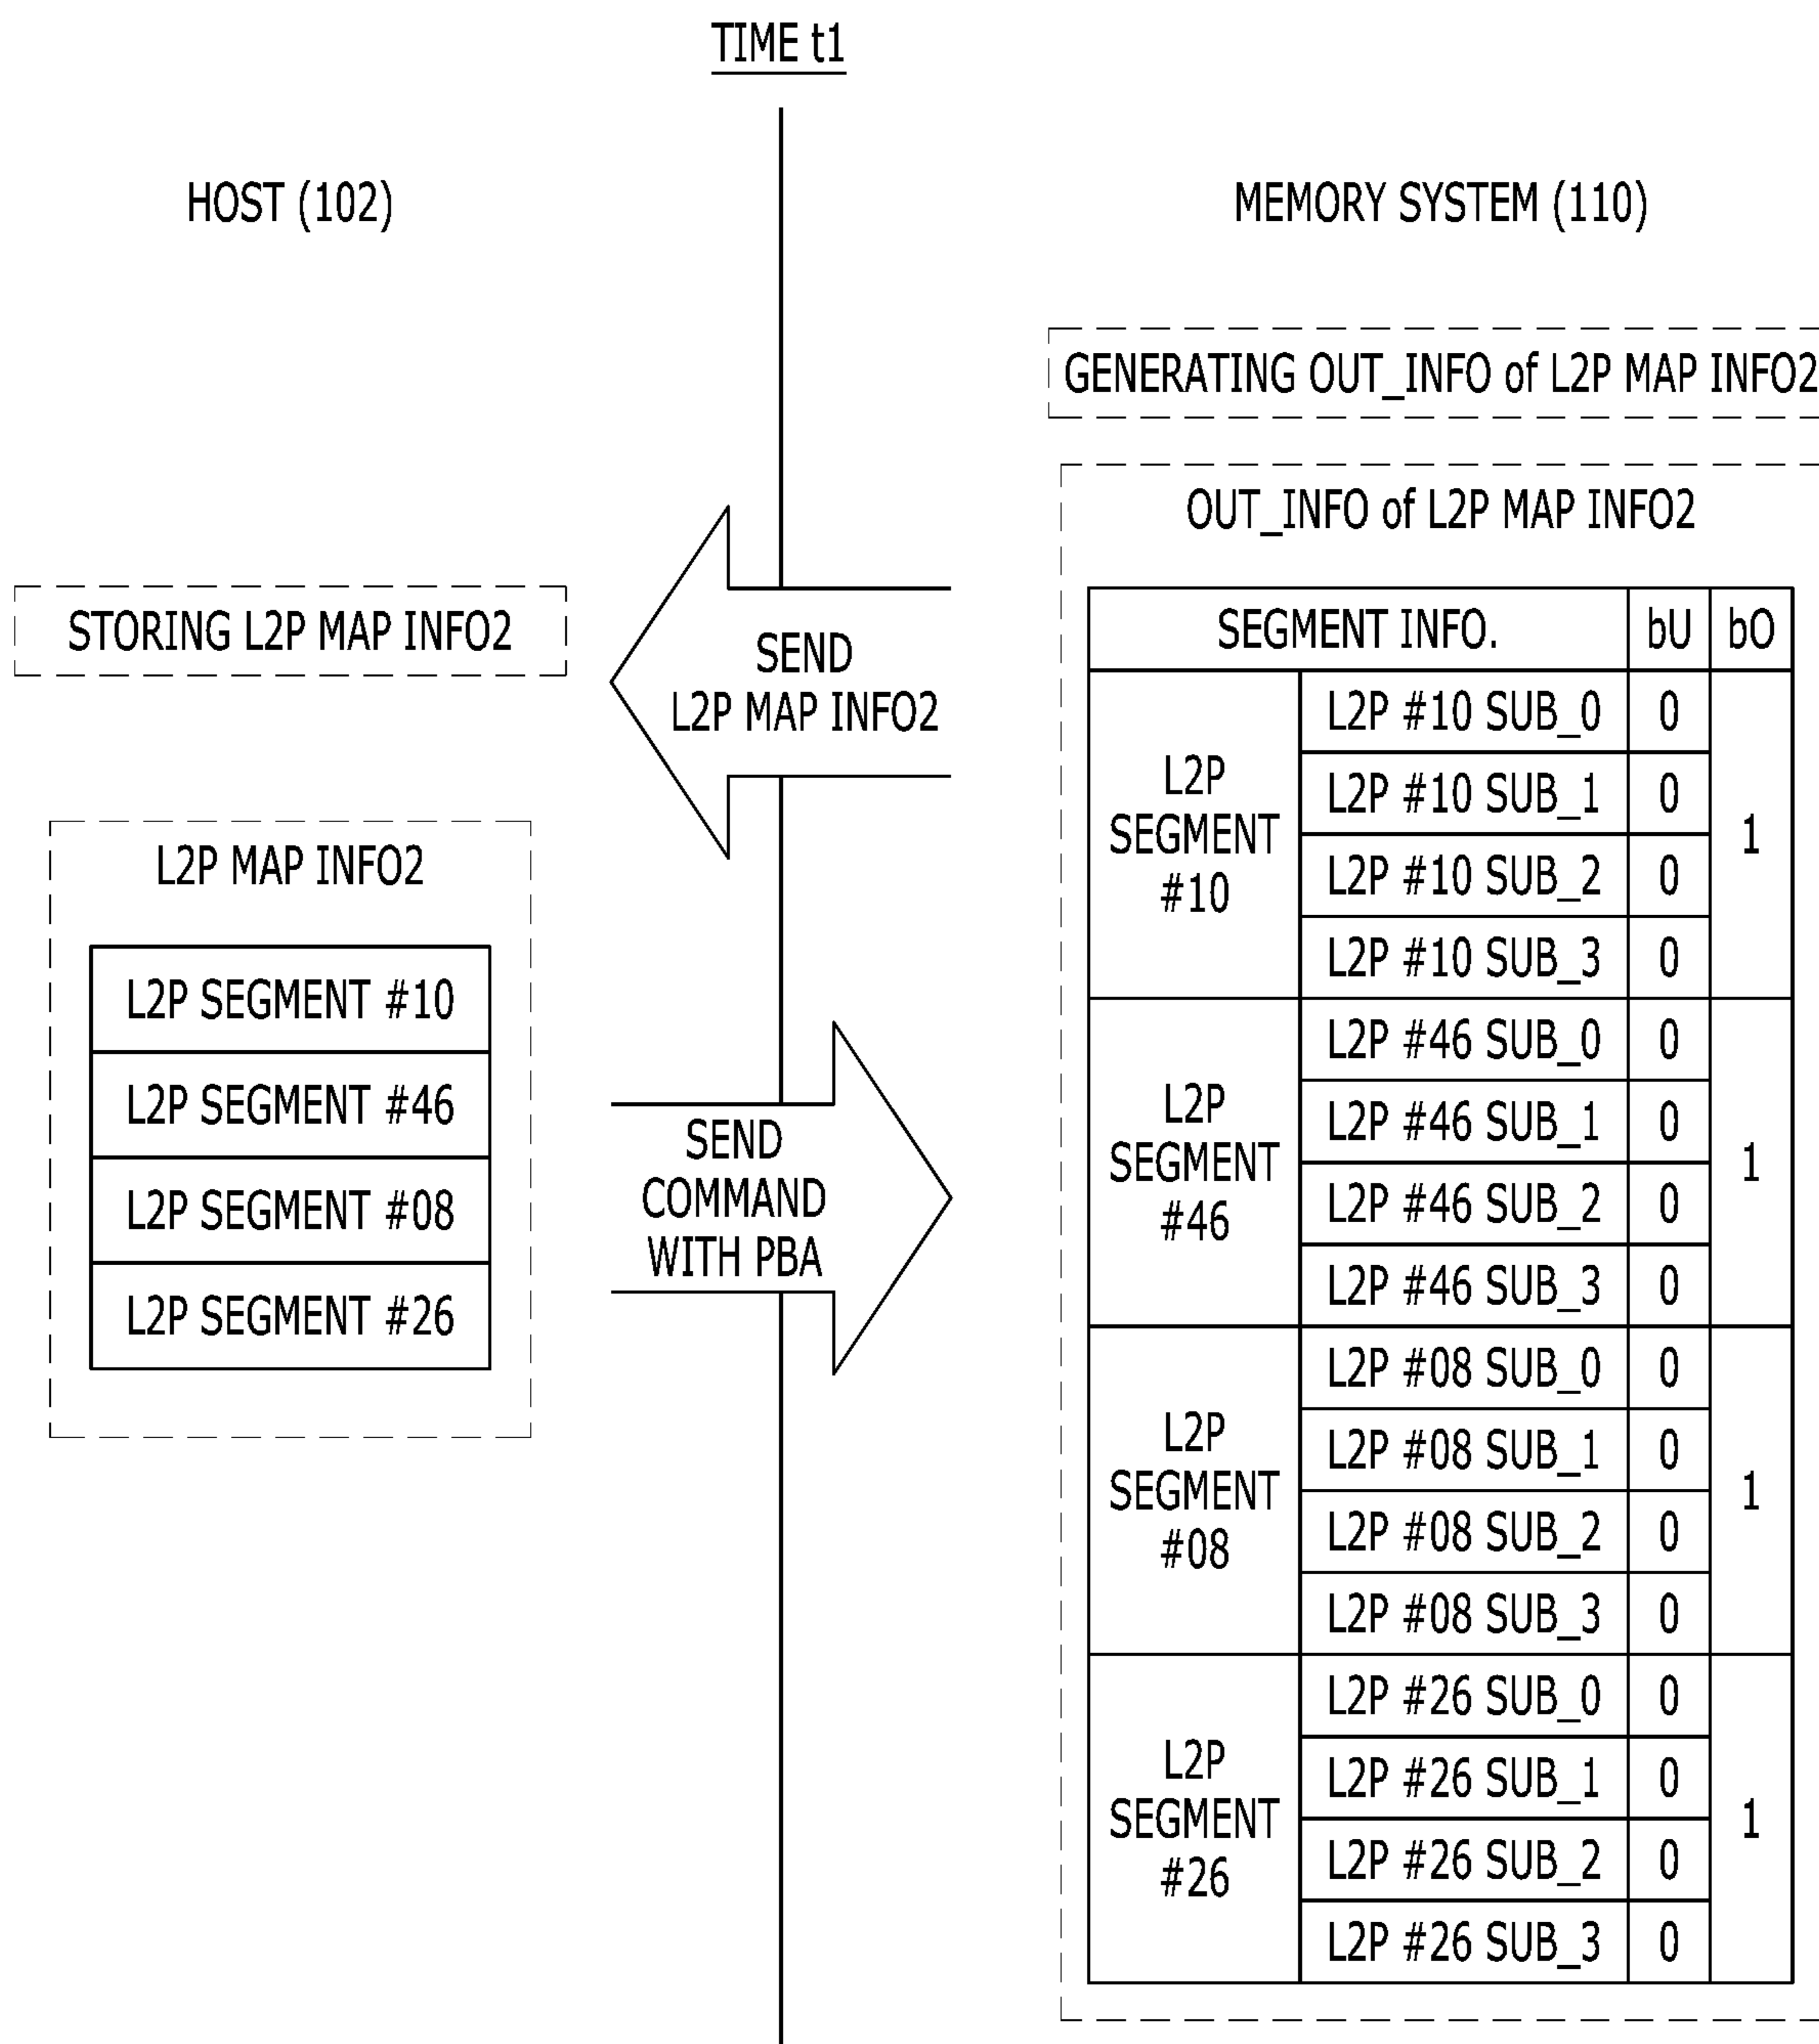 TIME t1
HOST (102)
MEMORY SYSTEM (110)
GENERATING OUT_INFO of L2P MAP INFO2
OUT_INFO of L2P MAP INFO2
STORING L2P MAP INFO2
SEND
L2P MAP INFO2
L2P MAP INFO2
L2P SEGMENT #10
L2P SEGMENT #46
L2P SEGMENT #08
L2P SEGMENT #26
SEND
COMMAND
WITH PBA
SEGMENT INFO. bU bO
L2P
SEGMENT
#10
L2P #10 SUB_0 0
L2P #10 SUB_1 0
L2P #10 SUB_2 0
L2P #10 SUB_3 0
1
L2P
SEGMENT
#46
L2P #46 SUB_0 0
L2P #46 SUB_1 0
L2P #46 SUB_2 0
L2P #46 SUB_3 0
1
L2P
SEGMENT
#08
L2P #08 SUB_0 0
L2P #08 SUB_1 0
L2P #08 SUB_2 0
L2P #08 SUB_3 0
1
L2P
SEGMENT
#26
L2P #26 SUB_0 0
L2P #26 SUB_1 0
L2P #26 SUB_2 0
L2P #26 SUB_3 0
1